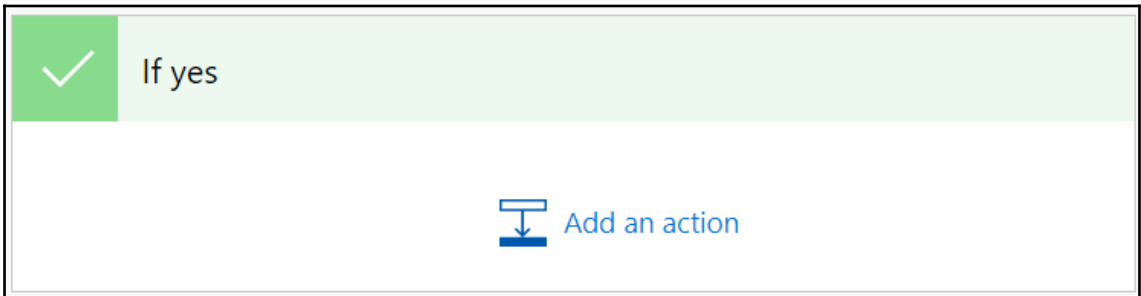 If yes
Add an action